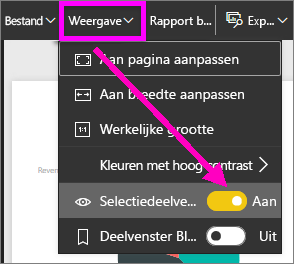 Bestand Weergave Rapport b... Exp...
Aan pagina aanpassen
Aan breedte aanpassen
1:1 Werkelijke grootte
Kleuren met hoog contrast
Selectiedeelve... Aan
Deelvenster Bl... Uit
Reven